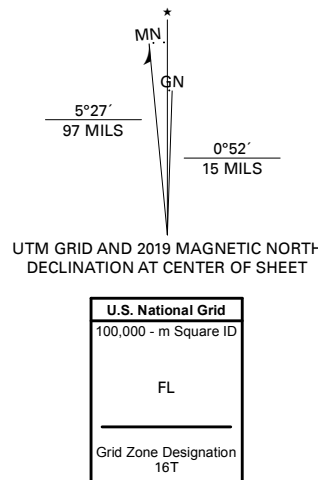 ★
MN
GN
5°27´
97 MILS
0°52´
15 MILS
UTM GRID AND 2019 MAGNETIC NORTH
DECLINATION AT CENTER OF SHEET
U.S. National Grid
100,000 - m Square ID
FL
Grid Zone Designation
16T